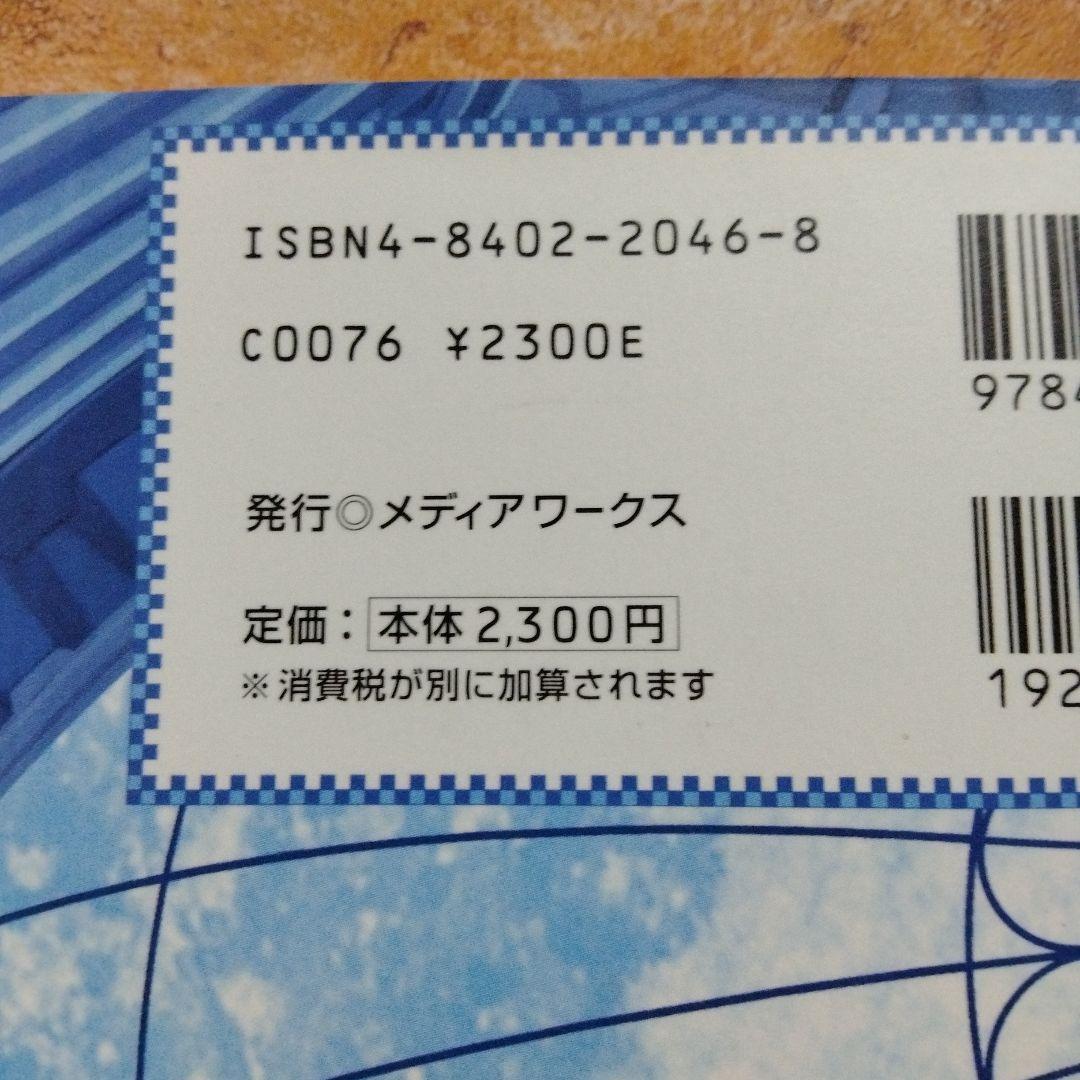 ISBN4-8402-2046-8
C0076 ¥2300E
発行◎メディアワークス
定価：本体2,300円
※消費税が別に加算されます
9784
192